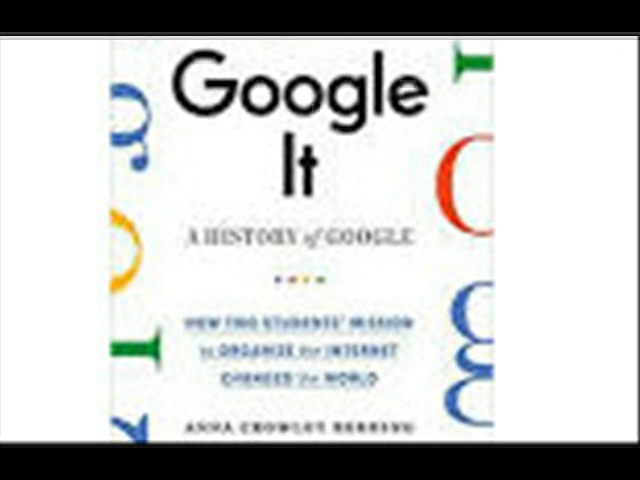 Google
It
A HISTORY of GOOGLE
HOW TWO STUDENTS' MISSION
to ORGANIZE the INTERNET
CHANGED the WORLD
ANNA CROWLEY REDDING